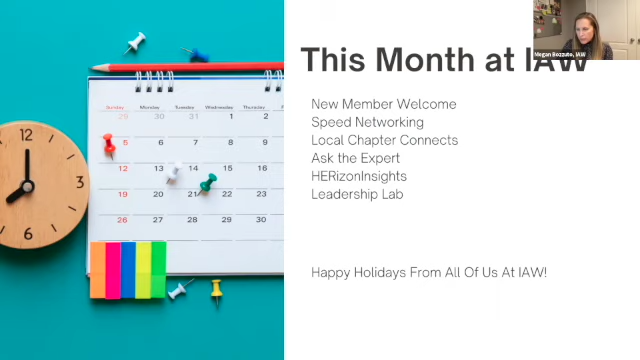 This Month at IAW
Megan Bozzuto, IAW
New Member Welcome
Speed Networking
Local Chapter Connects
Ask the Expert
HERizonInsights
Leadership Lab
Happy Holidays From All Of Us At IAW!
12
3
6
Sunday Monday Tuesday Wednesday Thursday
29 30 31 1 2
5 6 7 8 9
12 13 14 15 16
19 20 21 22 23
26 27 28 29 30